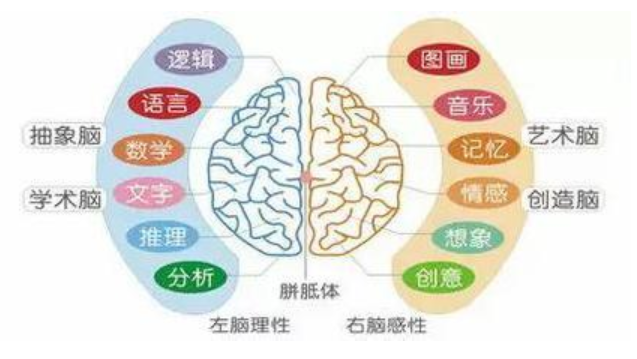 逻辑
语言
数学
文字
推理
分析
抽象脑
学术脑
图画
音乐
记忆
情感
想象
创意
艺术脑
创造脑
胼胝体
左脑理性
右脑感性